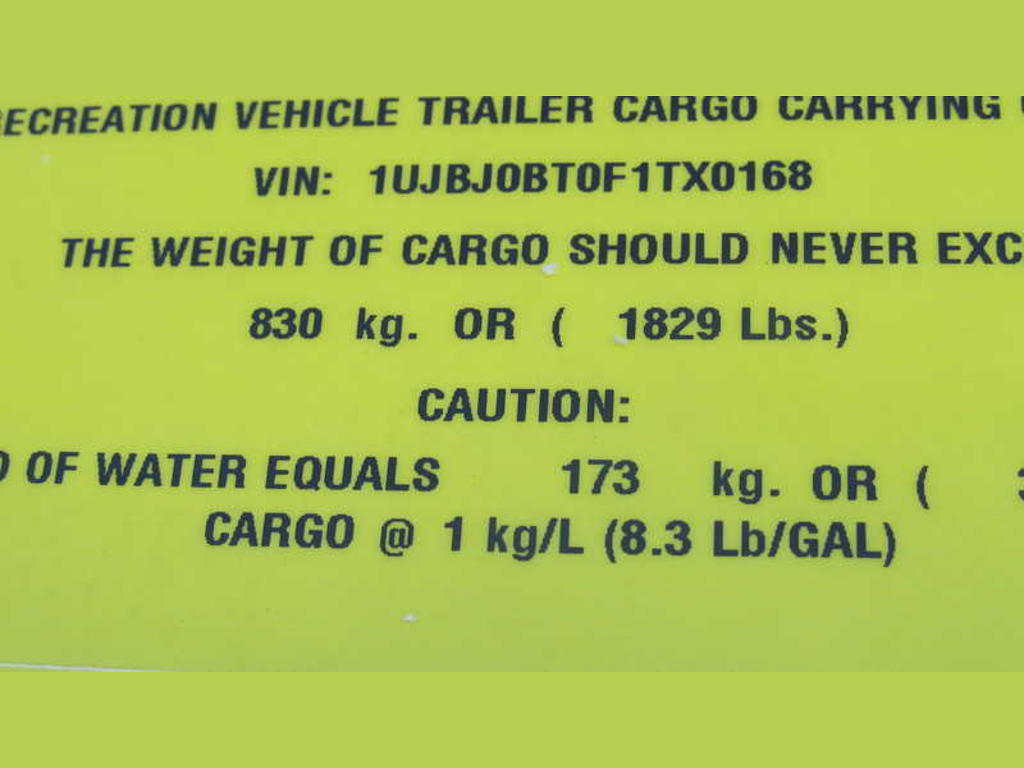 RECREATION VEHICLE TRAILER CARGO CARRYING
VIN: 1UJBJ0BT0F1TX0168
THE WEIGHT OF CARGO SHOULD NEVER EXC
830 kg. OR ( 1829 Lbs.)
CAUTION:
OF WATER EQUALS 173 kg. OR (
CARGO @ 1 kg/L (8.3 Lb/GAL)